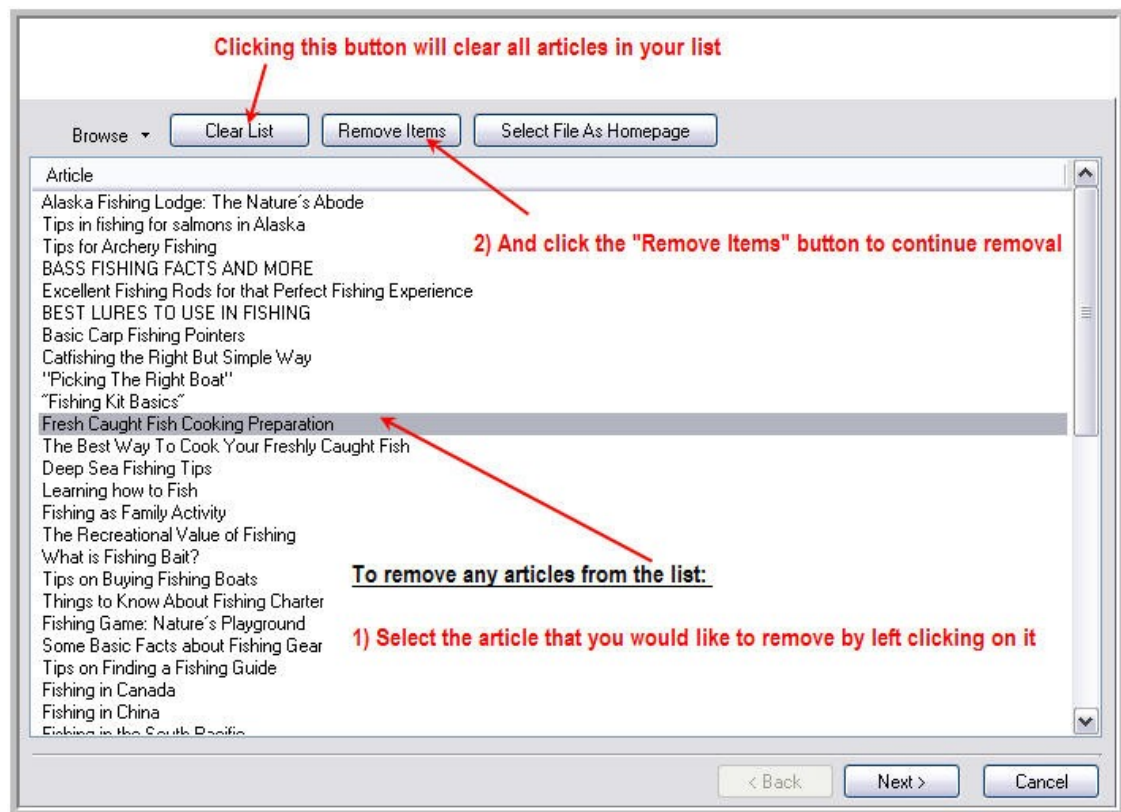 Clicking this button will clear all articles in your list
Browse Clear List Remove Items Select File As Homepage
Article
Alaska Fishing Lodge: The Nature´s Abode
Tips in fishing for salmons in Alaska
Tips for Archery Fishing
2) And click the "Remove Items" button to continue removal
BASS FISHING FACTS AND MORE
Excellent Fishing Rods for that Perfect Fishing Experience
BEST LURES TO USE IN FISHING
Basic Carp Fishing Pointers
Catfishing the Right But Simple Way
"Picking The Right Boat"
˝Fishing Kit Basics˝
Fresh Caught Fish Cooking Preparation
The Best Way To Cook Your Freshly Caught Fish
Deep Sea Fishing Tips
Learning how to Fish
Fishing as Family Activity
The Recreational Value of Fishing
What is Fishing Bait?
Tips on Buying Fishing Boats
To remove any articles from the list:
Things to Know About Fishing Charter
Fishing Game: Nature´s Playground
Some Basic Facts about Fishing Gear
1) Select the article that you would like to remove by left clicking on it
Tips on Finding a Fishing Guide
Fishing in Canada
Fishing in China
Fishing in the South Pacific
< Back Next > Cancel